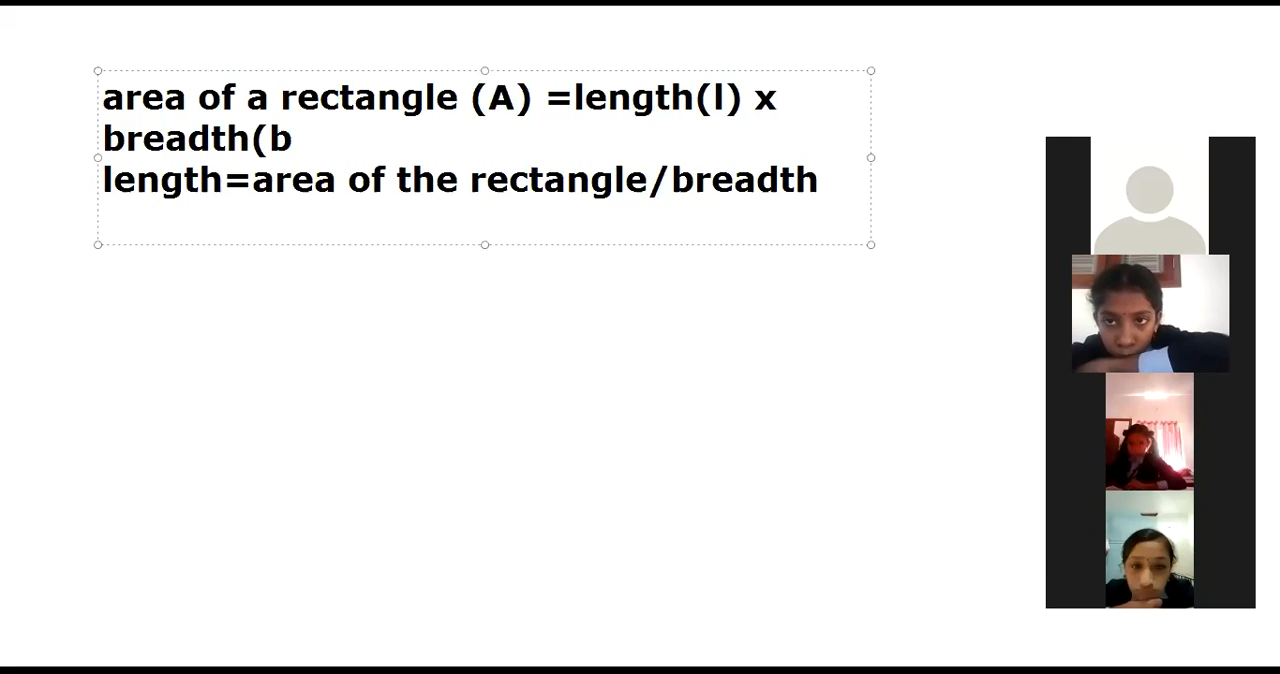 area of a rectangle (A) =length(l) x
breadth(b
length=area of the rectangle/breadth